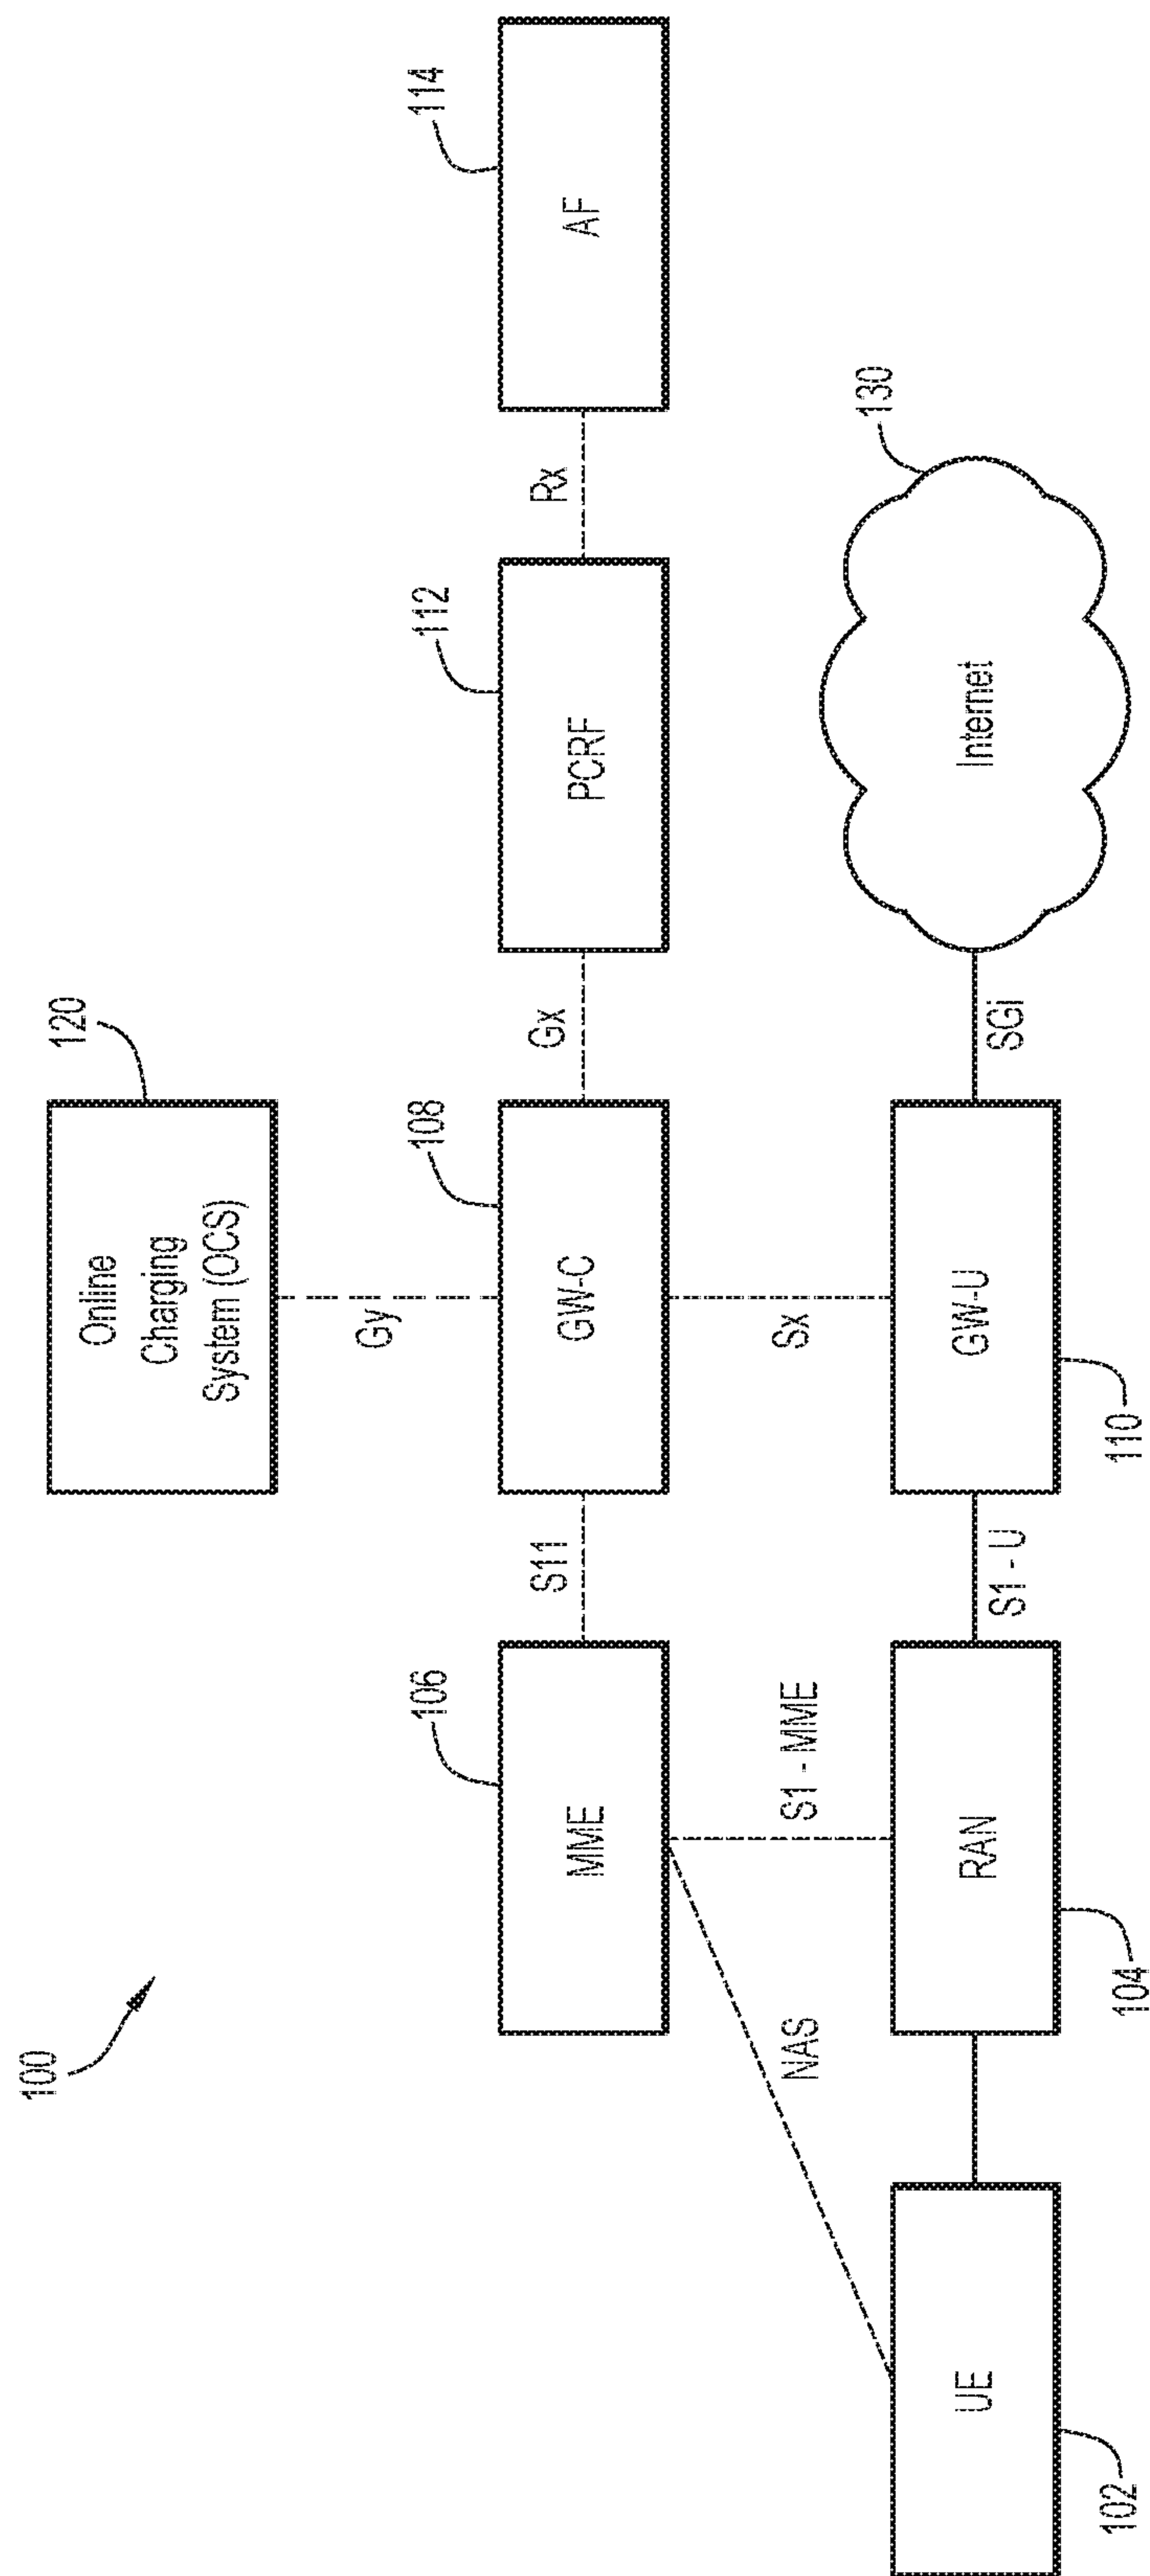 100
120
Online
Charging
System (OCS)
Gy
106
108
112
114
MME
S11
GW-C
Gx
PCRF
Rx
AF
NAS
S1 - MME
Sx
130
UE
RAN
S1 - U
GW-U
SGi
Internet
102
104
110